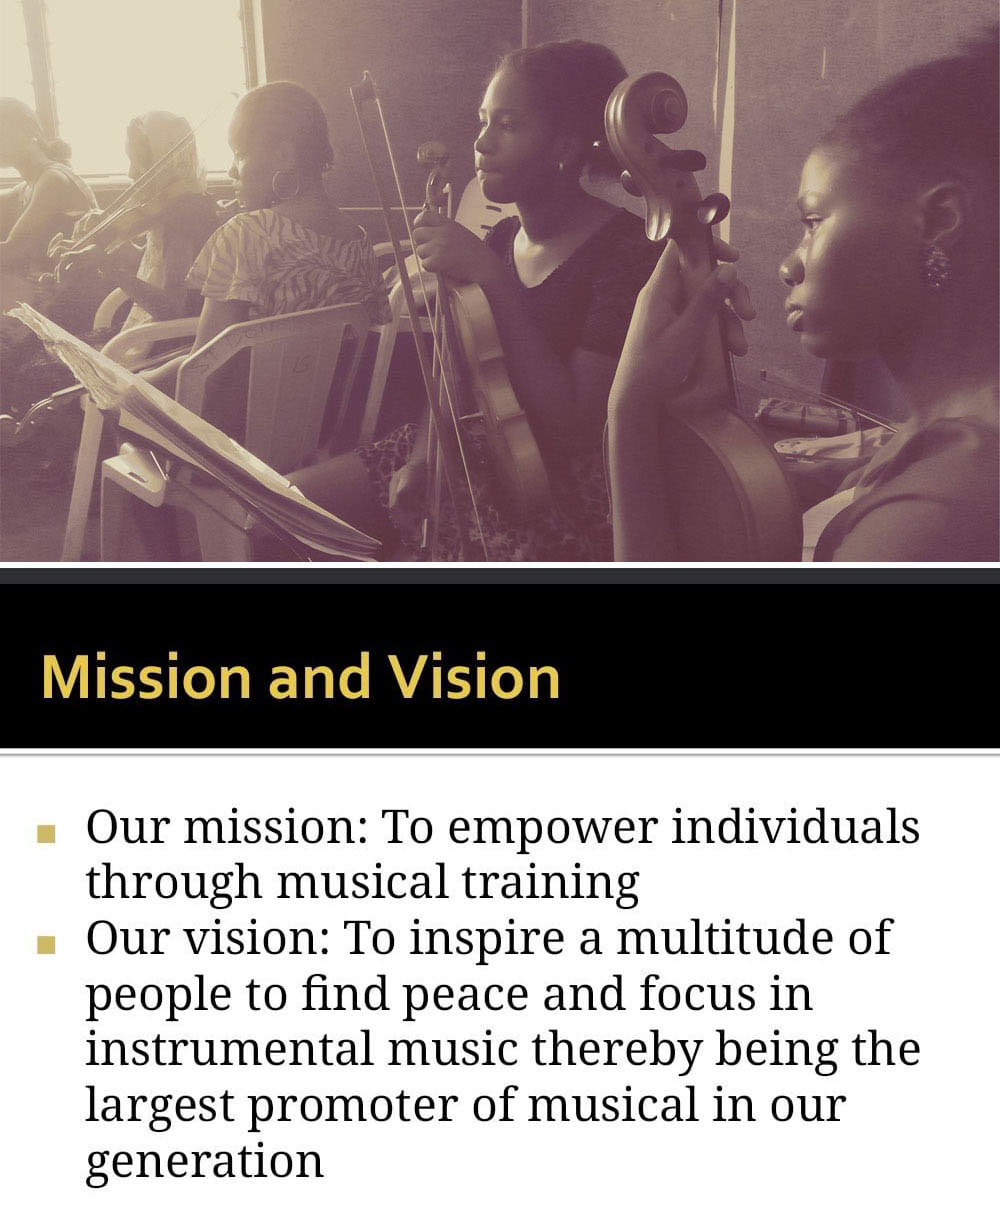 Mission and Vision
Our mission: To empower individuals
through musical training
Our vision: To inspire a multitude of
people to find peace and focus in
instrumental music thereby being the
largest promoter of musical in our
generation